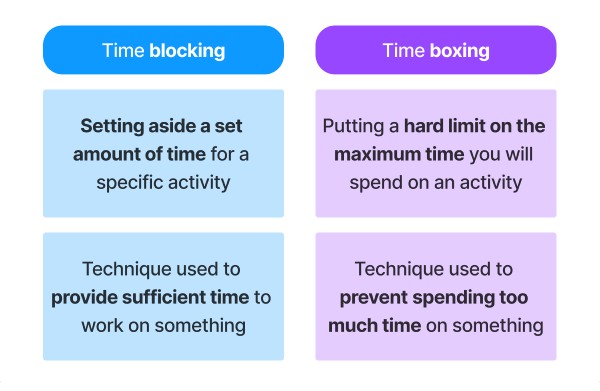 Time blocking
Time boxing
Setting aside a set
amount of time for a
specific activity
Putting a hard limit on the
maximum time you will
spend on an activity
Technique used to
provide sufficient time to
work on something
Technique used to
prevent spending too
much time on something